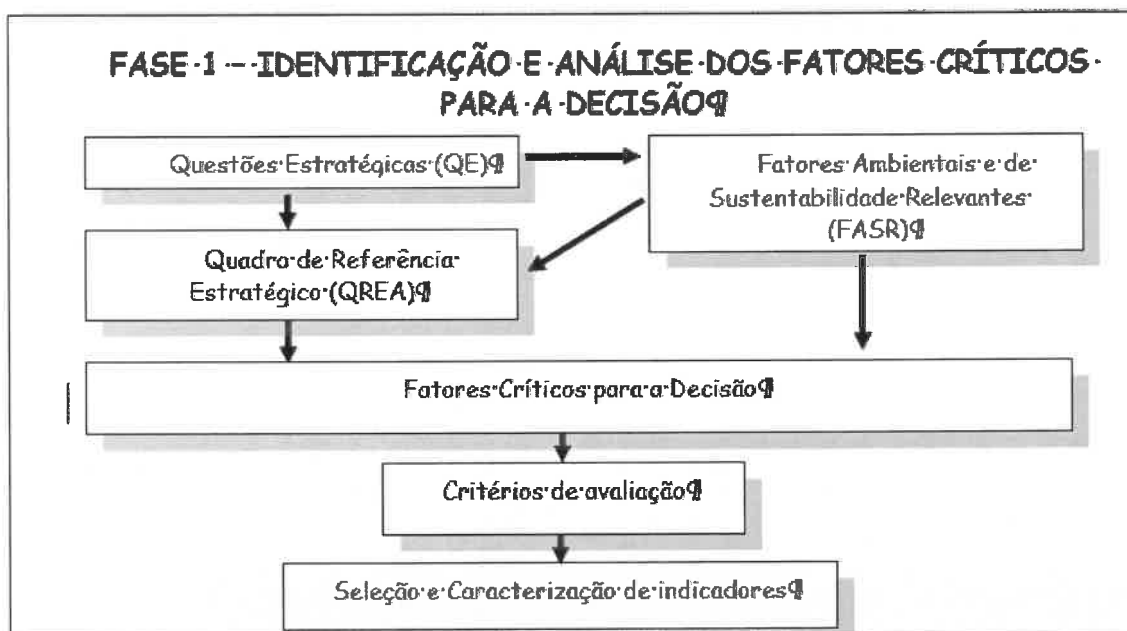 FASE·1·–·IDENTIFICAÇÃO·E·ANÁLISE·DOS·FATORES·CRÍTICOS·
PARA·A·DECISÃO¶
Questões·Estratégicas·(QE)¶
Fatores·Ambientais·e·de·
Sustentabilidade·Relevantes·
(FASR)¶
Quadro·de·Referência·
Estratégico·(QREA)¶
Fatores·Críticos·para·a·Decisão¶
Critérios·de·avaliação¶
Seleção·e·Caracterização·de·indicadores¶